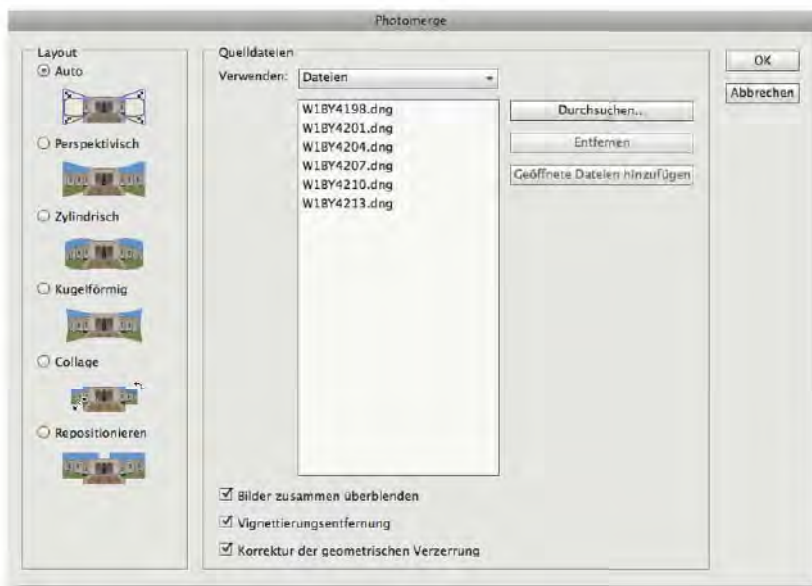 Photomerge
Layout
Auto
Perspektivisch
Zylindrisch
Kugelförmig
Collage
Repositionieren
Quelldateien
Verwenden: Dateien
W1BY4198.dng
W1BY4201.dng
W1BY4204.dng
W1BY4207.dng
W1BY4210.dng
W1BY4213.dng
Durchsuchen...
Entfernen
Geöffnete Dateien hinzufügen
Bilder zusammen überblenden
Vignettierungsentfernung
Korrektur der geometrischen Verzerrung
OK
Abbrechen